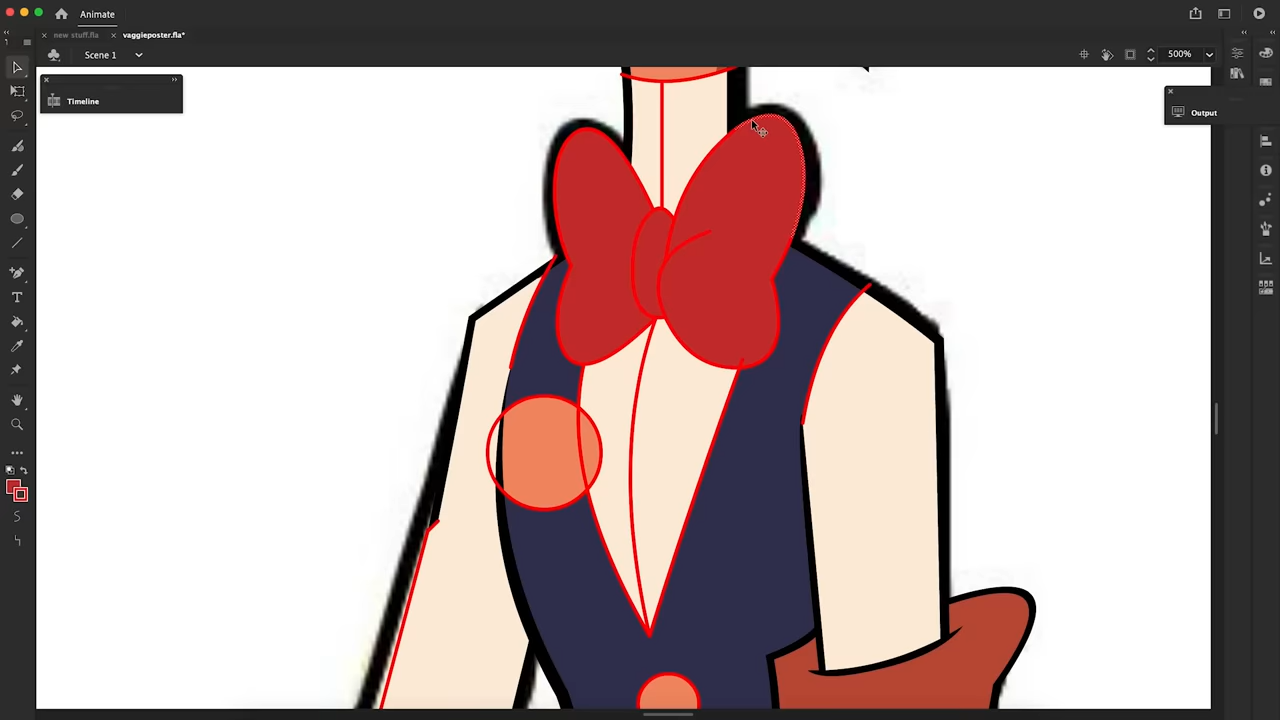 Animate
new stuff.fla
vaggieposter.fla*
Scene 1
500%
Timeline
Output